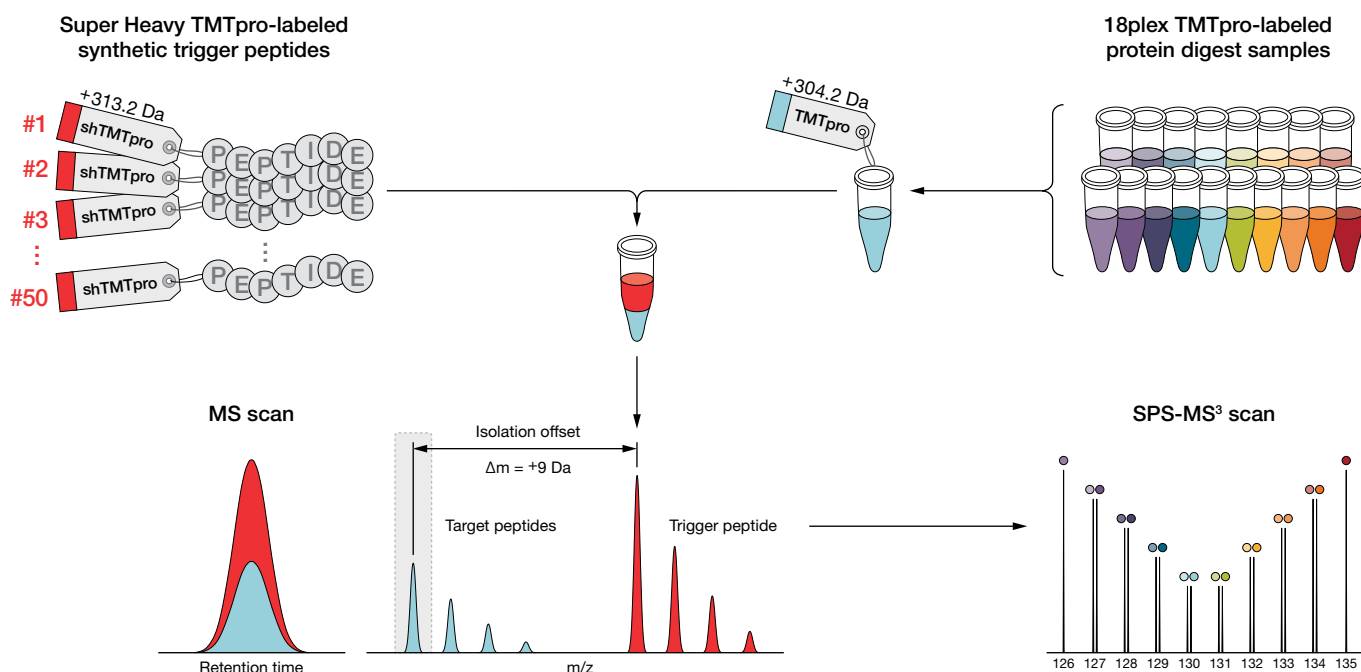 Super Heavy TMTpro-labeled
synthetic trigger peptides
+313.2 Da
#1
shTMTpro
PEPTIDE
#2
shTMTpro
PEPTIDE
#3
shTMTpro
PEPTIDE
#50
shTMTpro
PEPTIDE
+304.2 Da
TMTpro
18plex TMTpro-labeled
protein digest samples
MS scan
Retention time
Isolation offset
Δm = +9 Da
Target peptides
Trigger peptide
m/z
SPS-MS³ scan
126 127 128 129 130 131 132 133 134 135